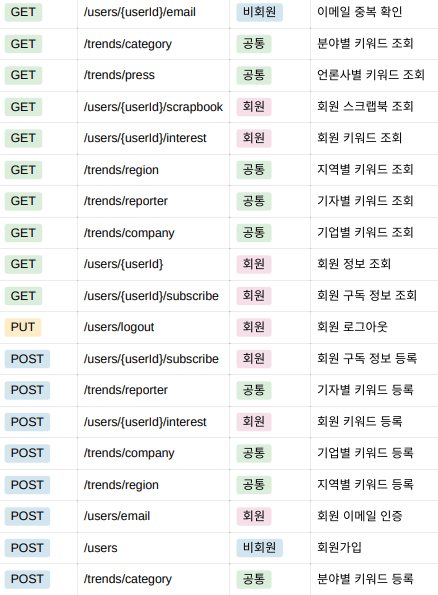 GET /users/{userId}/email 비회원 이메일 중복 확인
GET /trends/category 공통 분야별 키워드 조회
GET /trends/press 공통 언론사별 키워드 조회
GET /users/{userId}/scrapbook 회원 회원 스크랩북 조회
GET /users/{userId}/interest 회원 회원 키워드 조회
GET /trends/region 공통 지역별 키워드 조회
GET /trends/reporter 공통 기자별 키워드 조회
GET /trends/company 공통 기업별 키워드 조회
GET /users/{userId} 회원 회원 정보 조회
GET /users/{userId}/subscribe 회원 회원 구독 정보 조회
PUT /users/logout 회원 회원 로그아웃
POST /users/{userId}/subscribe 회원 회원 구독 정보 등록
POST /trends/reporter 공통 기자별 키워드 등록
POST /users/{userId}/interest 회원 회원 키워드 등록
POST /trends/company 공통 기업별 키워드 등록
POST /trends/region 공통 지역별 키워드 등록
POST /users/email 회원 회원 이메일 인증
POST /users 비회원 회원가입
POST /trends/category 공통 분야별 키워드 등록